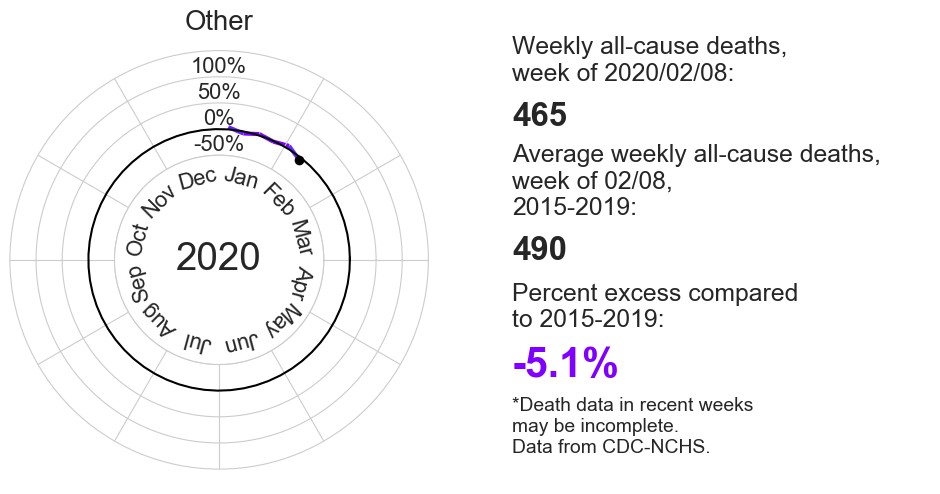 Other
100%
50%
0%
-50%
Jan
Feb
Mar
Apr
May
Jun
Jul
Aug
Sep
Oct
Nov
Dec
2020
Weekly all-cause deaths,
week of 2020/02/08:
465
Average weekly all-cause deaths,
week of 02/08,
2015-2019:
490
Percent excess compared
to 2015-2019:
-5.1%
*Death data in recent weeks
may be incomplete.
Data from CDC-NCHS.